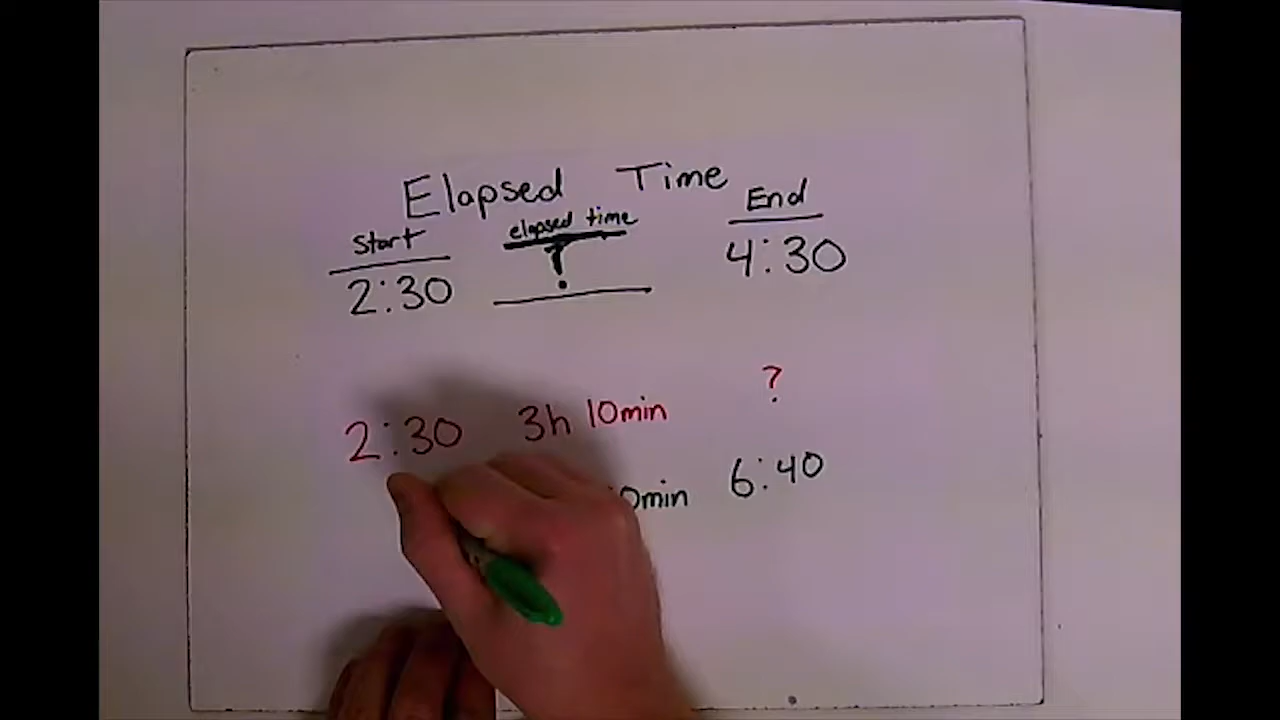 Elapsed Time
Start elapsed time End
2:30 ? 4:30
2:30 3h 10min ?
min 6:40